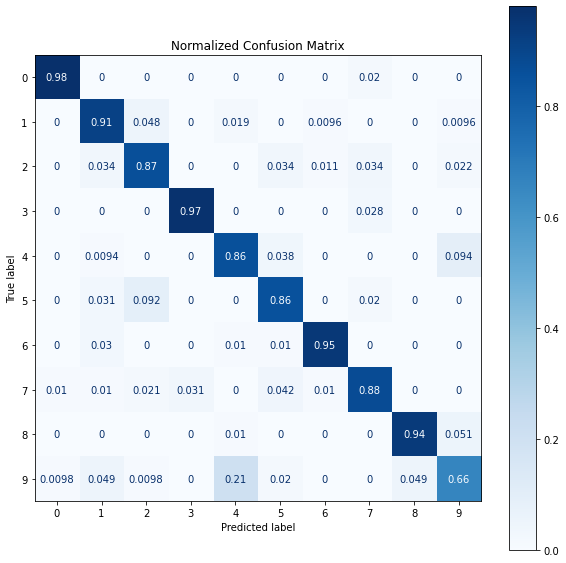 Normalized Confusion Matrix
0 0.98 0 0 0 0 0 0 0.02 0 0
1 0 0.91 0.048 0 0.019 0 0.0096 0 0 0.0096
2 0 0.034 0.87 0 0 0.034 0.011 0.034 0 0.022
3 0 0 0 0.97 0 0 0 0.028 0 0
4 0 0.0094 0 0 0.86 0.038 0 0 0 0.094
5 0 0.031 0.092 0 0 0.86 0 0.02 0 0
6 0 0.03 0 0 0.01 0.01 0.95 0 0 0
7 0.01 0.01 0.021 0.031 0 0.042 0.01 0.88 0 0
8 0 0 0 0 0.01 0 0 0 0.94 0.051
9 0.0098 0.049 0.0098 0 0.21 0.02 0 0 0.049 0.66
0 1 2 3 4 5 6 7 8 9
Predicted label
True label
0.8
0.6
0.4
0.2
0.0